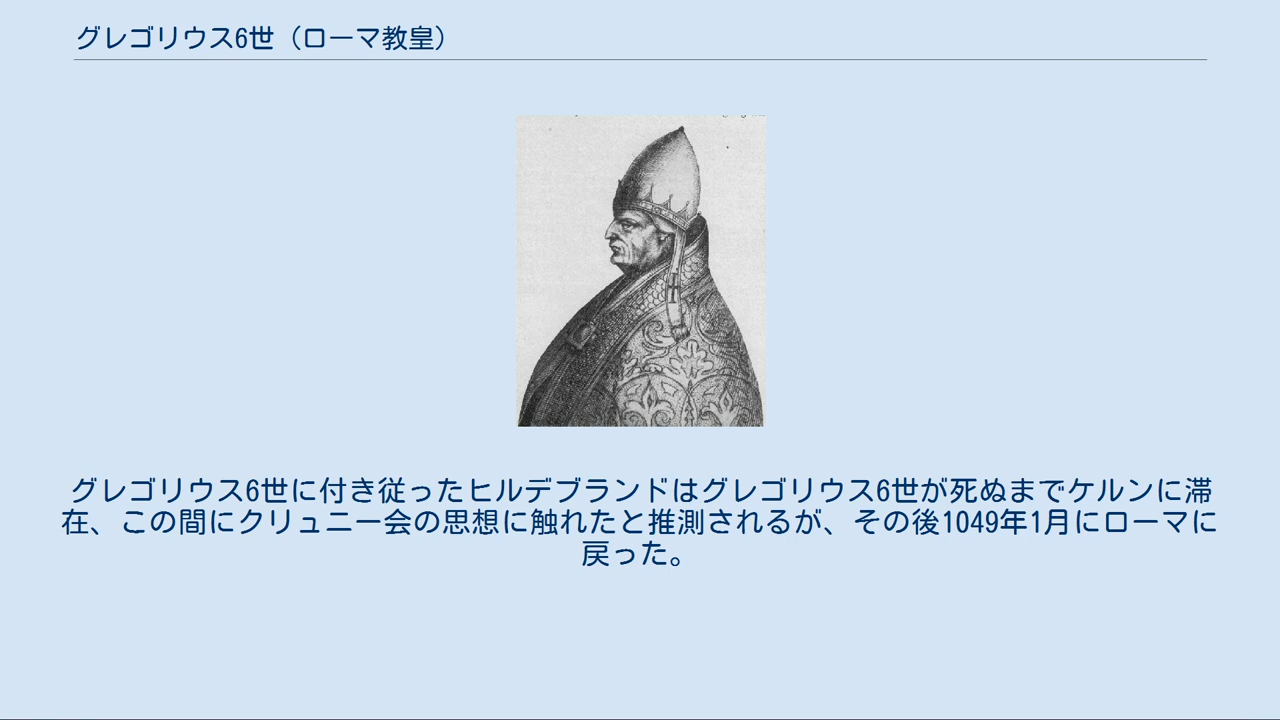 グレゴリウス6世（ローマ教皇）
グレゴリウス6世に付き従ったヒルデブランドはグレゴリウス6世が死ぬまでケルンに滞
在、この間にクリュニー会の思想に触れたと推測されるが、その後1049年1月にローマに
戻った。